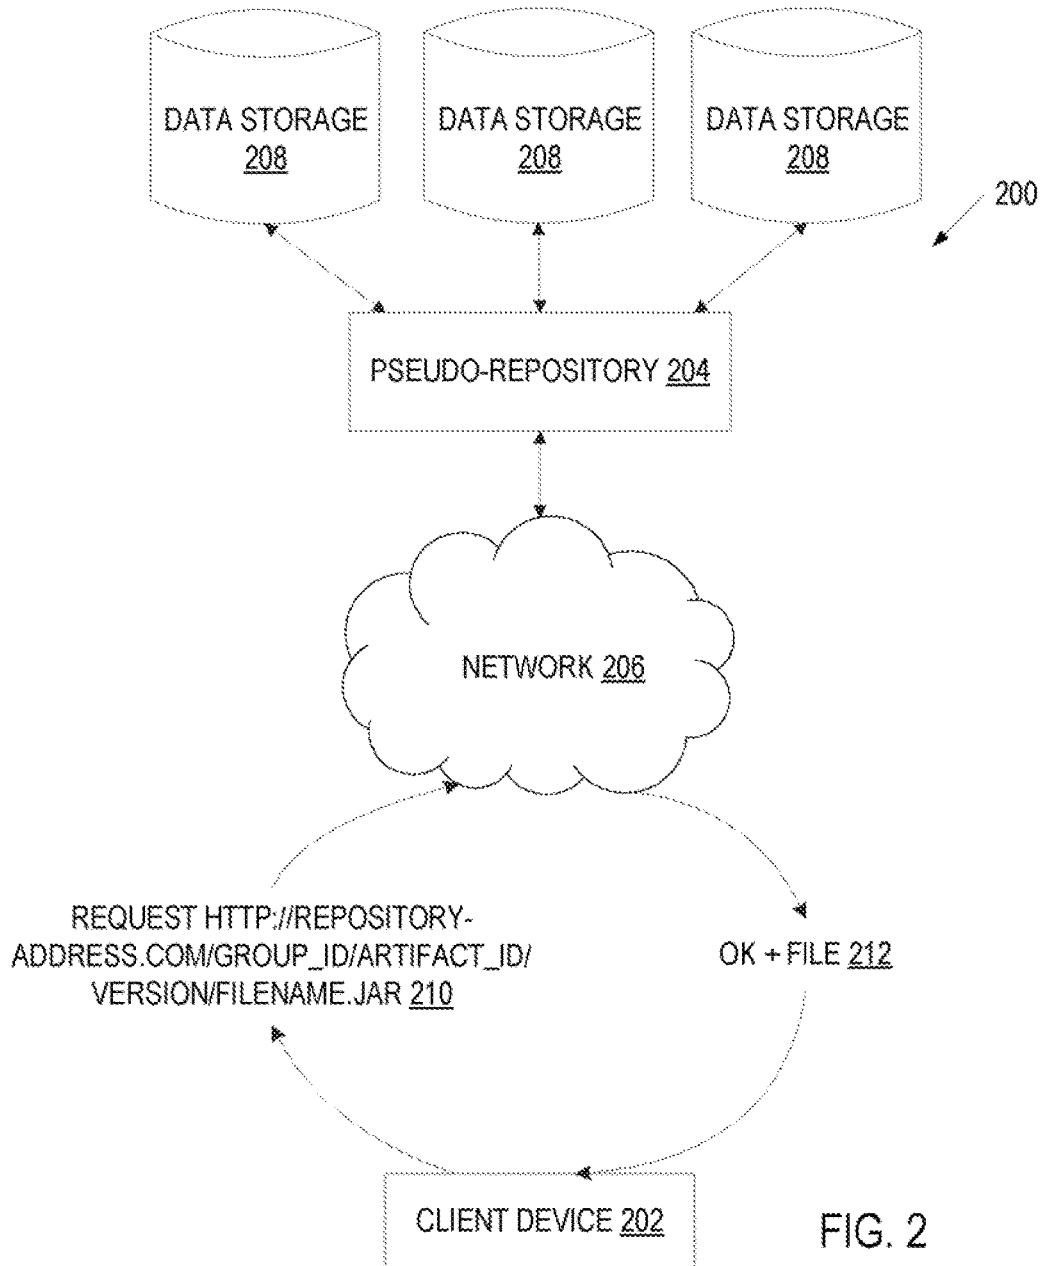 DATA STORAGE
208
DATA STORAGE
208
DATA STORAGE
208
200
PSEUDO-REPOSITORY 204
NETWORK 206
REQUEST HTTP://REPOSITORY-
ADDRESS.COM/GROUP_ID/ARTIFACT_ID/
VERSION/FILENAME.JAR 210
OK + FILE 212
CLIENT DEVICE 202
FIG. 2